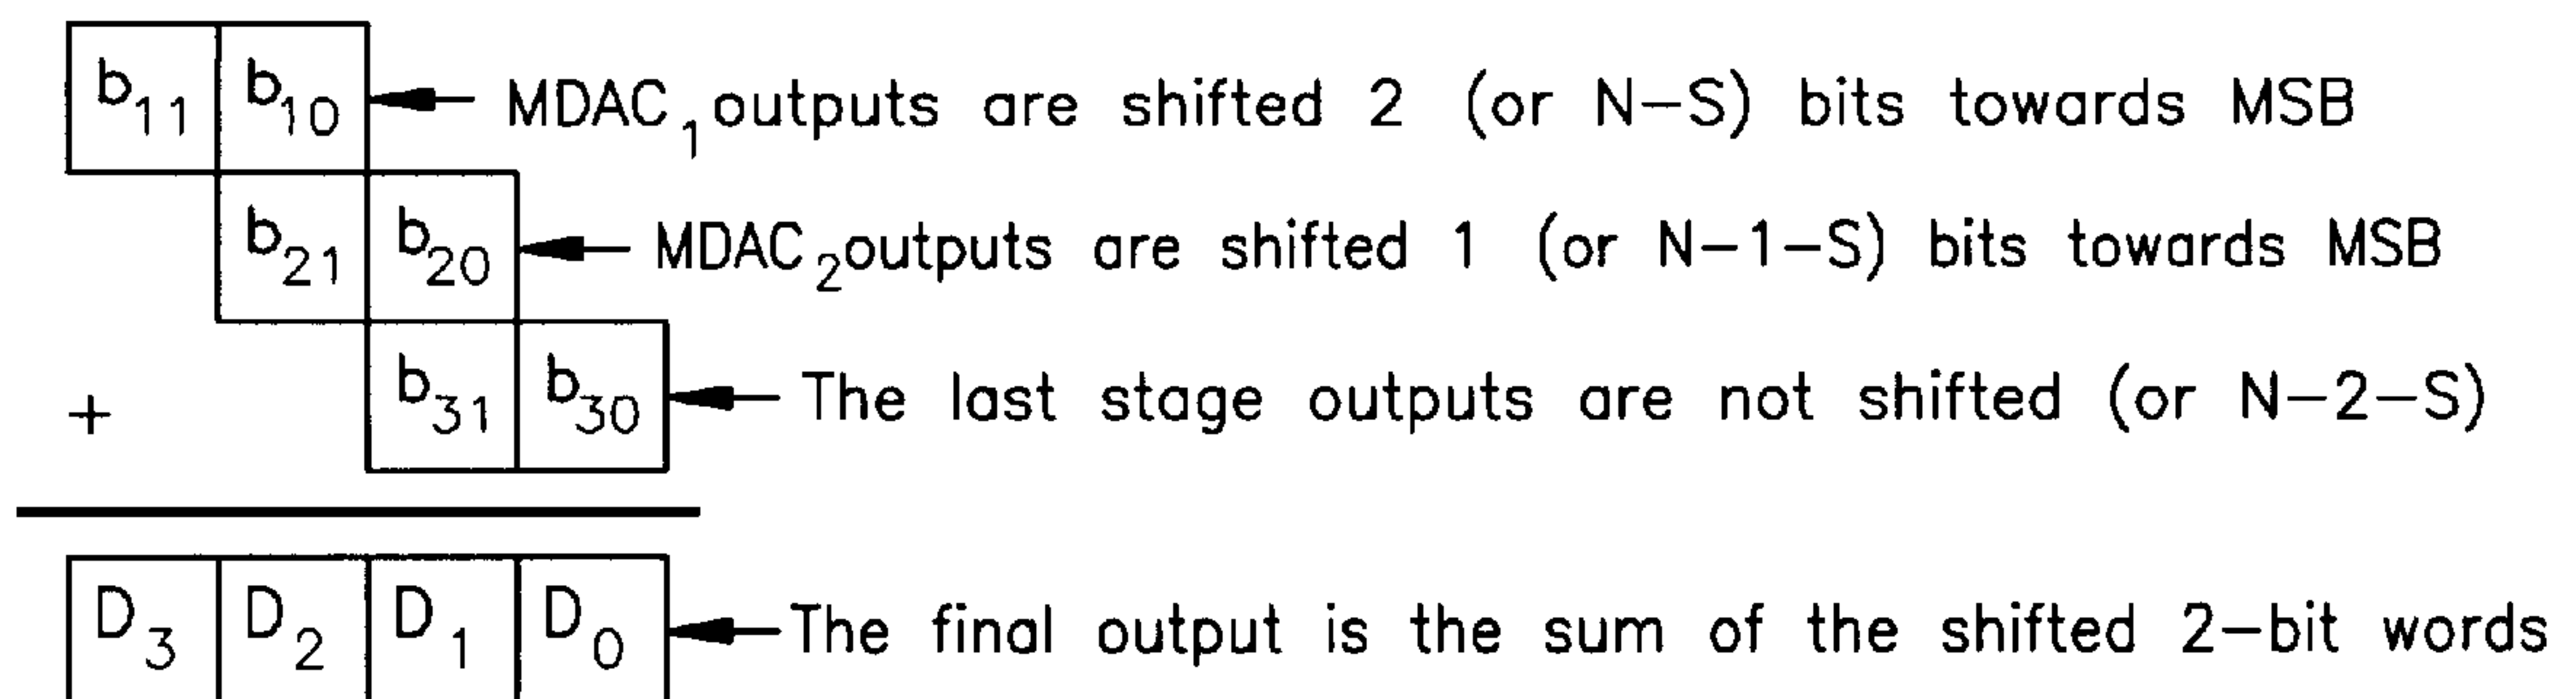 b11 b10 MDAC1 outputs are shifted 2 (or N-S) bits towards MSB
b21 b20 MDAC2 outputs are shifted 1 (or N-1-S) bits towards MSB
+ b31 b30 The last stage outputs are not shifted (or N-2-S)
D3 D2 D1 D0 The final output is the sum of the shifted 2-bit words